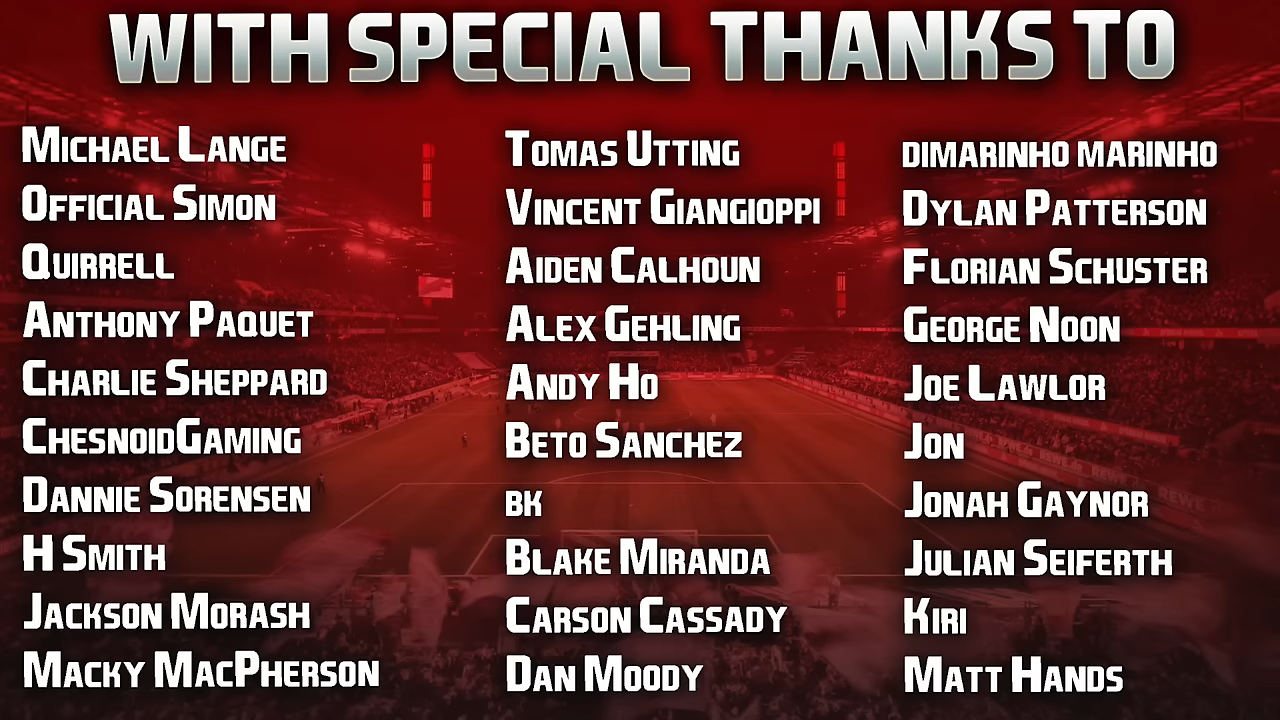 WITH SPECIAL THANKS TO
Michael Lange
Official Simon
Quirrell
Anthony Paquet
Charlie Sheppard
ChesnoidGaming
Dannie Sorensen
H Smith
Jackson Morash
Macky MacPherson
Tomas Utting
Vincent Giangioppi
Aiden Calhoun
Alex Gehling
Andy Ho
Beto Sanchez
bk
Blake Miranda
Carson Cassady
Dan Moody
dimarinho marinho
Dylan Patterson
Florian Schuster
George Noon
Joe Lawlor
Jon
Jonah Gaynor
Julian Seiferth
Kiri
Matt Hands
REWE